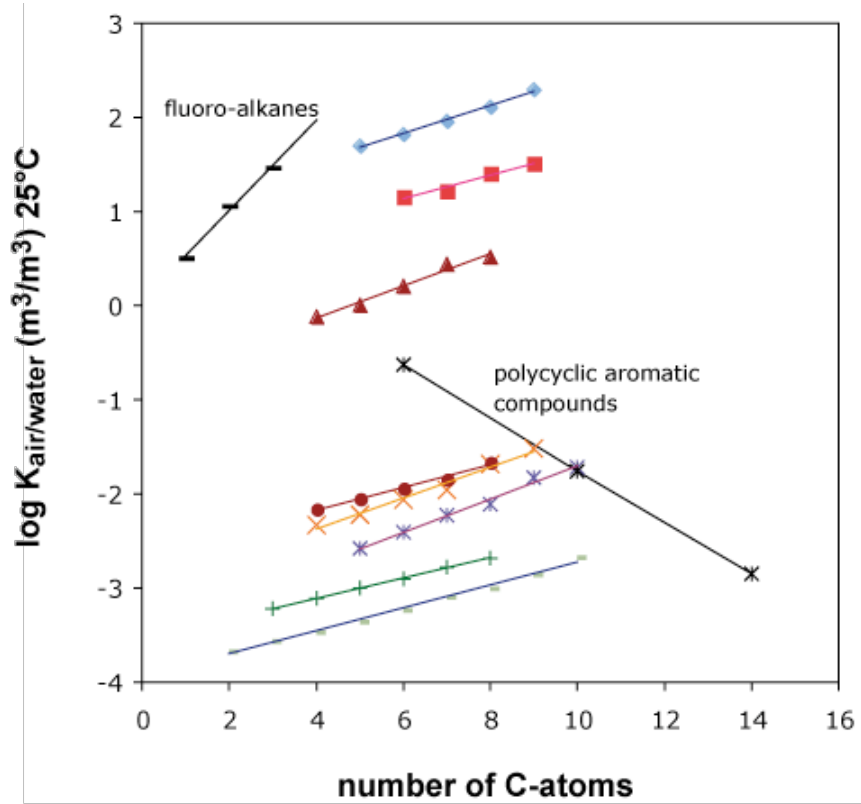 3
fluoro-alkanes
2
1
0
polycyclic aromatic
compounds
-1
-2
-3
-4
0 2 4 6 8 10 12 14 16
log K air/water (m³/m³) 25°C
number of C-atoms